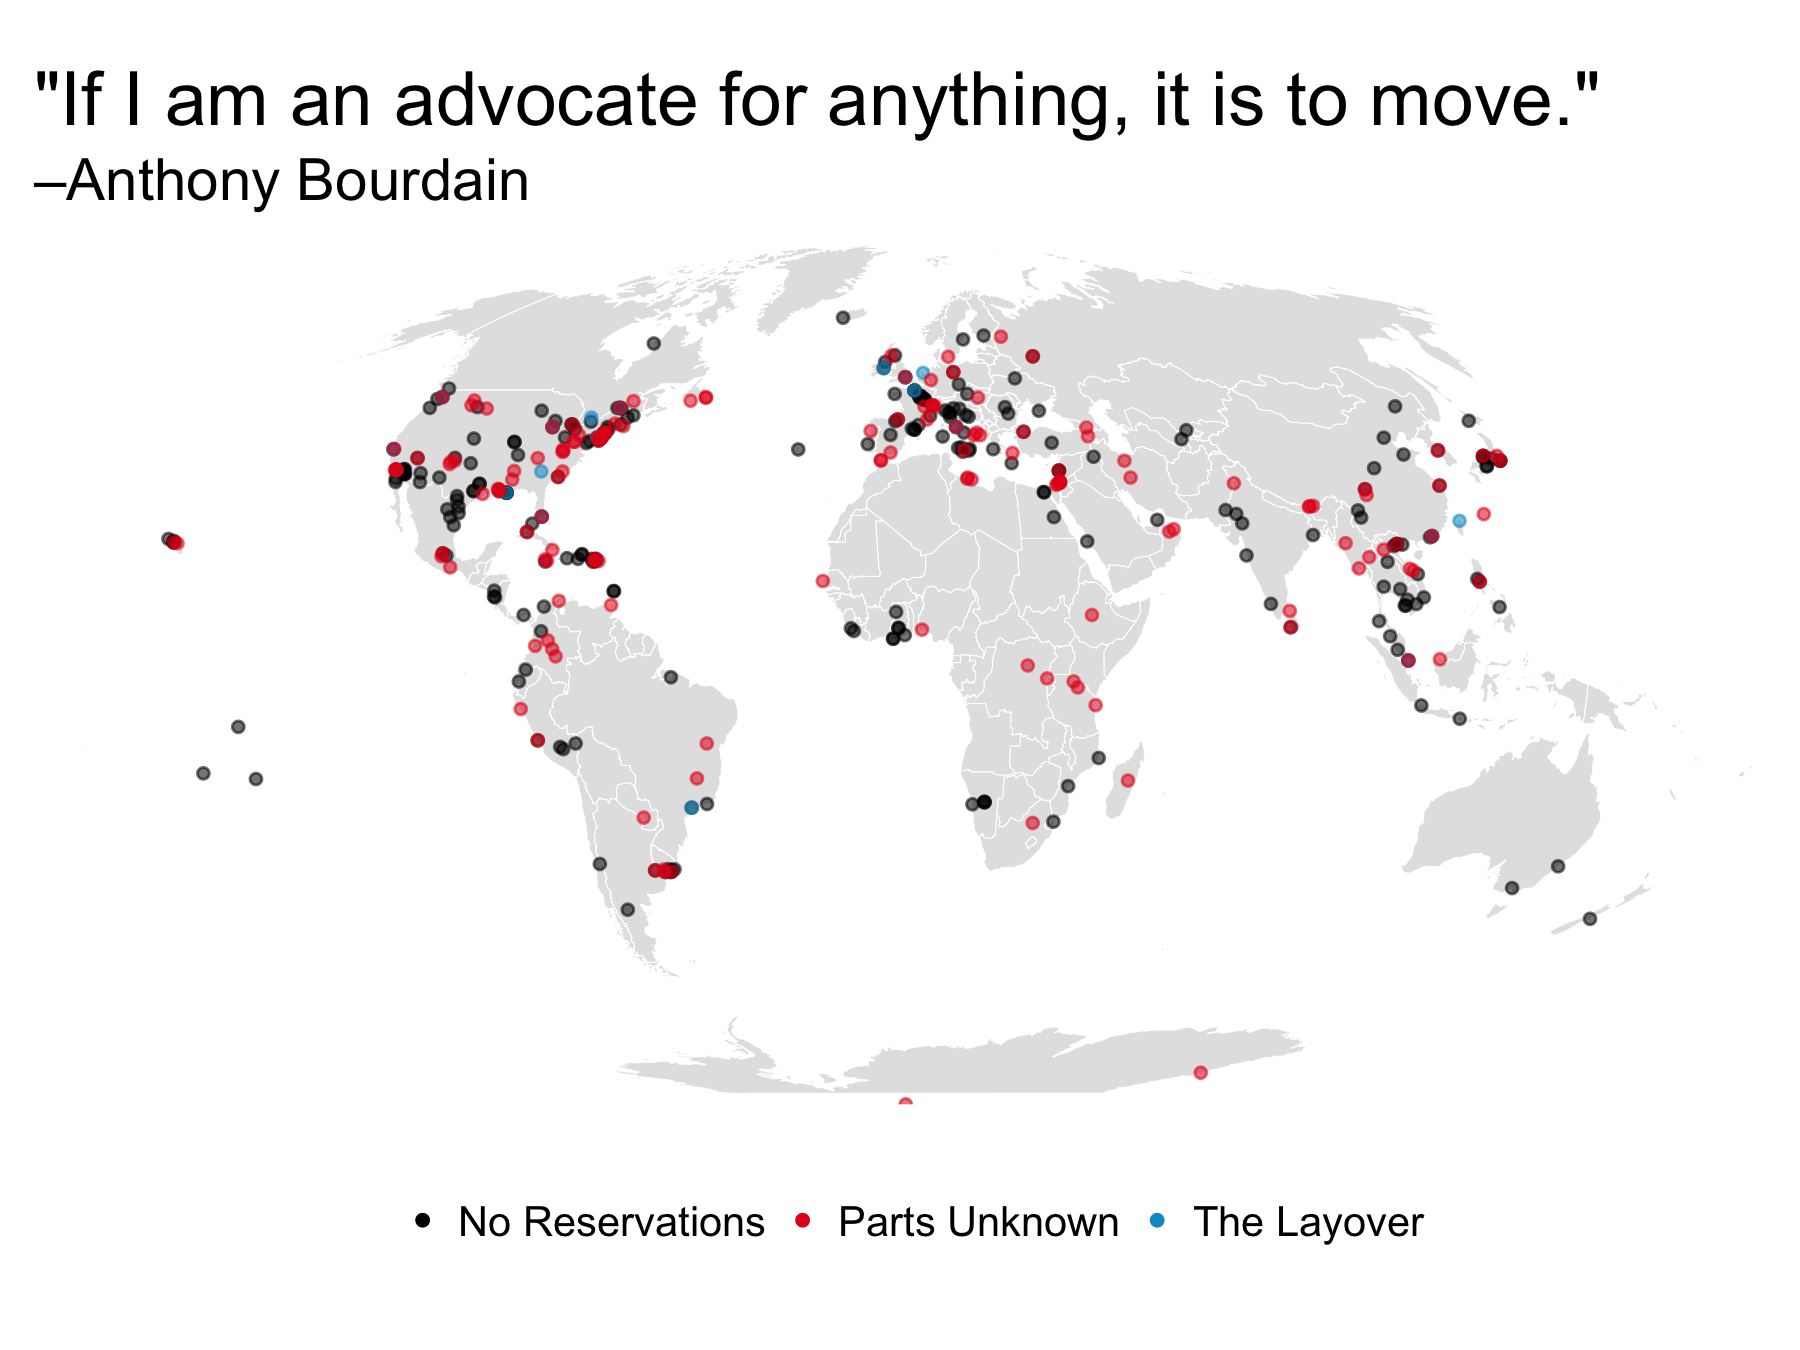 "If I am an advocate for anything, it is to move."
–Anthony Bourdain
No Reservations Parts Unknown The Layover